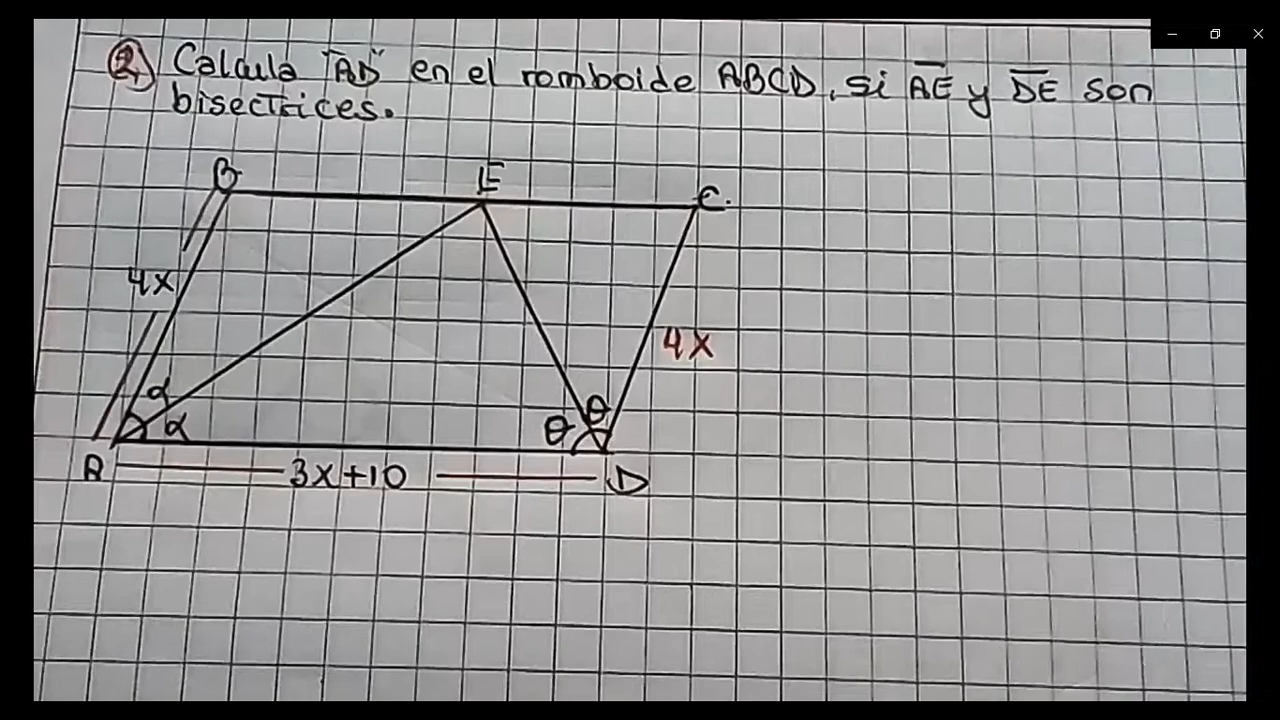 2) Calcula "AD" en el romboide ABCD, si AE y DE son
bisectrices.
B E C.
4x
4x
α
α
θ θ
A 3x+10 D